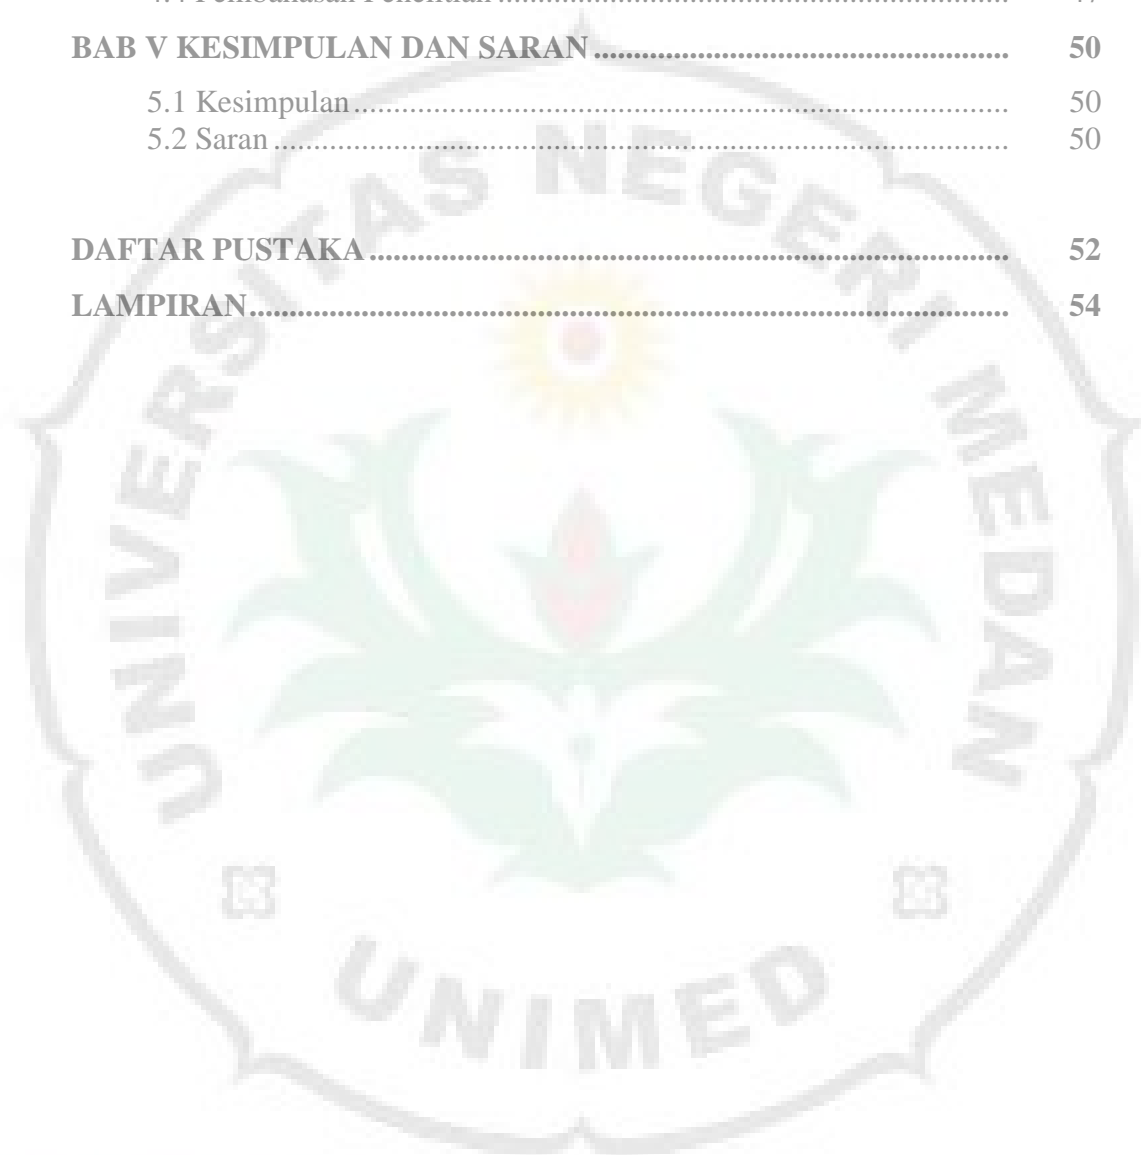 BAB V KESIMPULAN DAN SARAN ........................................................ 50
5.1 Kesimpulan ........................................................ 50
5.2 Saran ........................................................ 50
DAFTAR PUSTAKA ........................................................ 52
LAMPIRAN ........................................................ 54
UNIVERSITAS NEGERI MEDAN
UNIMED